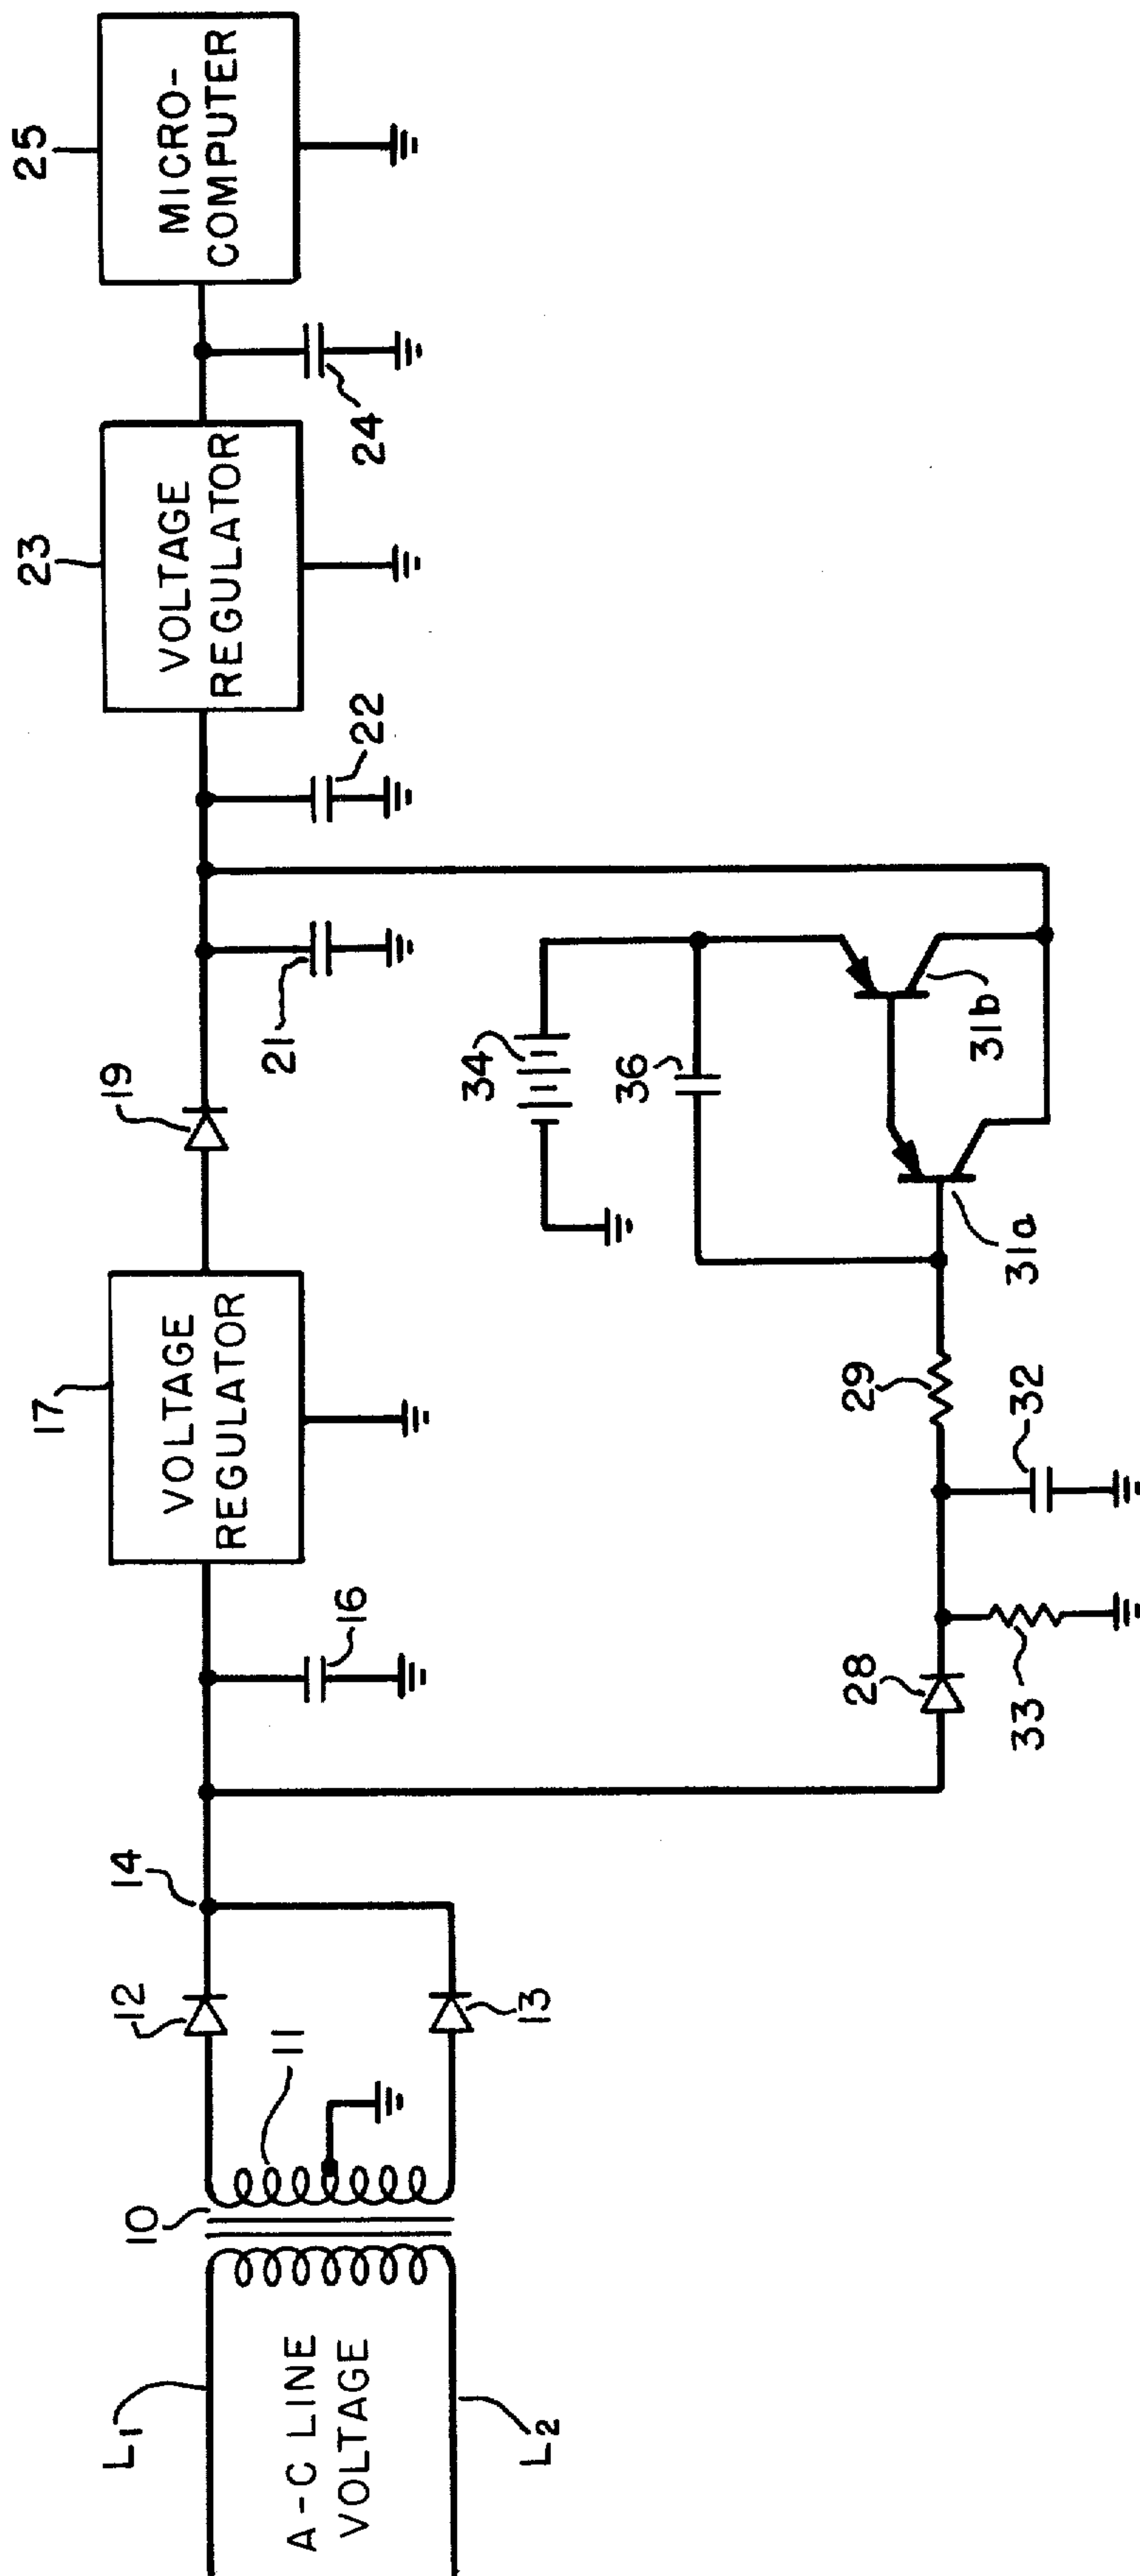 L1
A-C LINE
VOLTAGE
L2
10
11
12
13
14
16
17
VOLTAGE
REGULATOR
19
21
22
23
VOLTAGE
REGULATOR
24
25
MICRO-
COMPUTER
28
33
32
29
31a
31b
34
36